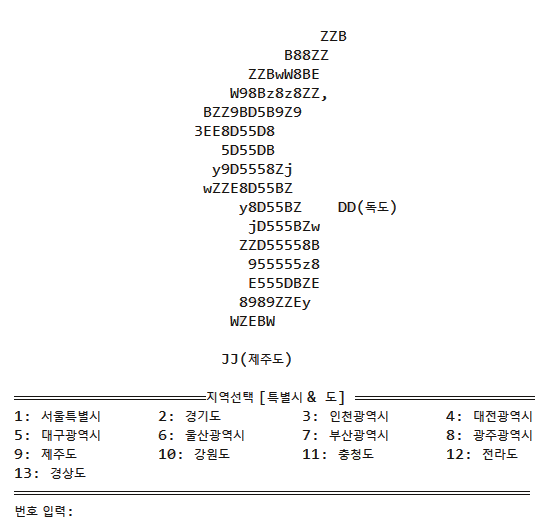 ZZB
B88ZZ
ZZBwW8BE
W98Bz8z8ZZ,
BZZ9BD5B9Z9
3EE8D55D8
5D55DB
y9D5558Zj
wZZE8D55BZ
y8D55BZ    DD(독도)
jD555BZw
ZZD55558B
955555z8
E555DBZE
8989ZZEy
WZEBW
JJ(제주도)
지역선택 [특별시 & 도]
1: 서울특별시 2: 경기도 3: 인천광역시 4: 대전광역시
5: 대구광역시 6: 울산광역시 7: 부산광역시 8: 광주광역시
9: 제주도 10: 강원도 11: 충청도 12: 전라도
13: 경상도
번호 입력: